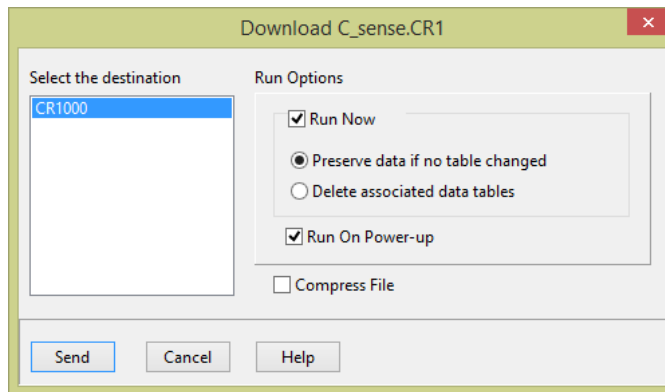 Download C_sense.CR1
Select the destination
CR1000
Run Options
Run Now
Preserve data if no table changed
Delete associated data tables
Run On Power-up
Compress File
Send
Cancel
Help